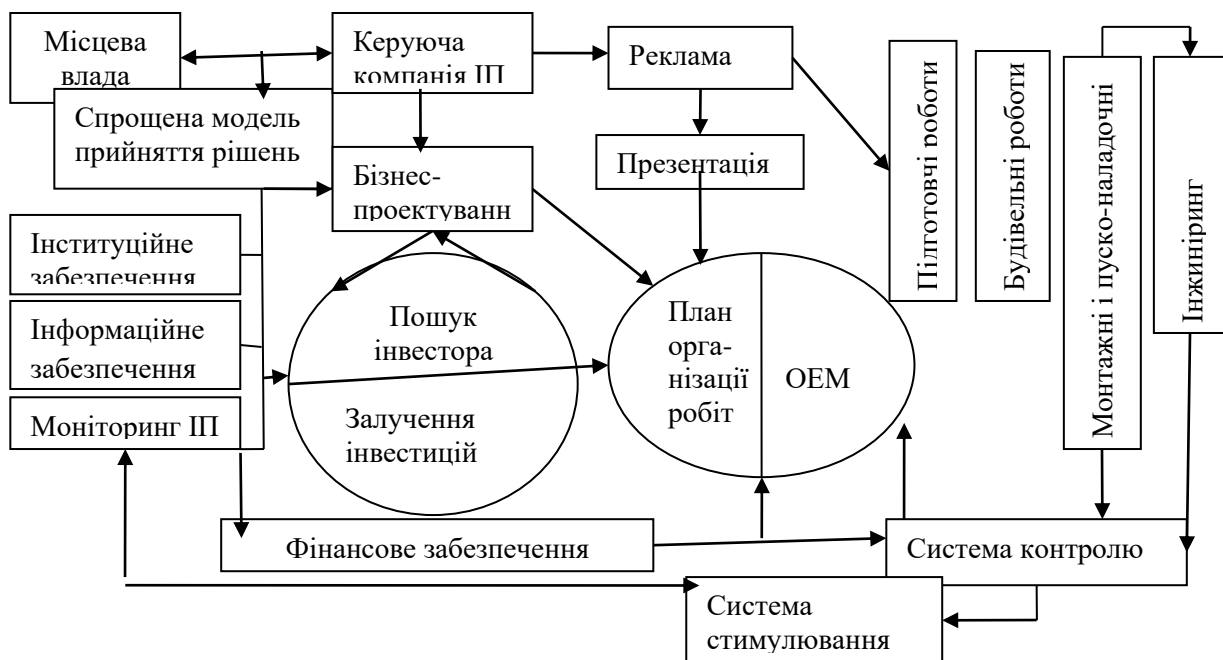 Місцева
влада
Керуюча
компанія ІП
Реклама
Спрощена модель
прийняття рішень
Бізнес-
проектуванн
Презентація
Пілготовчі роботи
Будівельні роботи
Монтажні і пуско-наладочні
Інжиніринг
Інституційне
забезпечення
Інформаційне
забезпечення
Моніторинг ІП
Пошук
інвестора
Залучення
інвестицій
План
орга-
нізації
робіт
ОЕМ
Фінансове забезпечення
Система контролю
Система
стимулювання